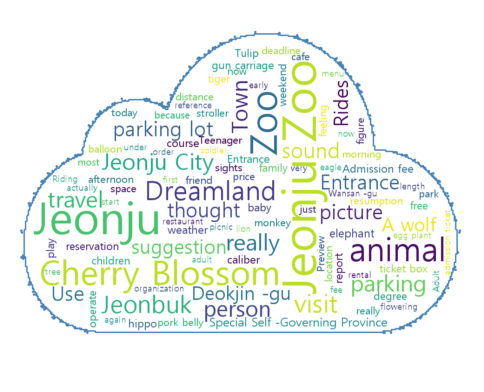 Tulip
deadline
cafe
gun carriage
now
weekend
tiger
early
menu
distance
reference
stroller
Town
Zoo
Jeonju Zoo
Rides
feeling
now
figure
today
because
balloon
course
Teenager
under
order
soldier
parking lot
sound
morning
most
Jeonju City
Entrance
sights
family
very
eagle
Admission fee
Riding
afternoon
first
friend
price
Entrance
Wansan -gu
length
actually
space
Dreamland
resumption
park
travel
start
thought
baby
just
picture
free
Jeonju
restaurant
weather
picnic
lion
monkey
A wolf
egg plant
admission ticket
play
reservation
suggestion
really
Preview
elephant
animal
children
adult
caliber
location
report
rental
ticket box
tree
Cherry Blossom
parking
Adult
Use
organization
Deokjin -gu
fee
degree
operate
Jeonbuk
person
visit
really
flowering
again
hippo
pork belly
Special Self -Governing Province